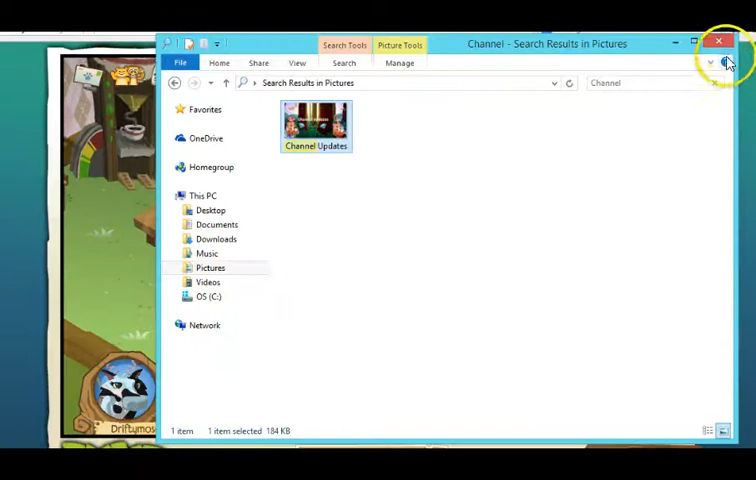 Search Tools
Picture Tools
Channel - Search Results in Pictures
File
Home
Share
View
Search
Manage
Search Results in Pictures
Channel
Favorites
OneDrive
Homegroup
This PC
Desktop
Documents
Downloads
Music
Pictures
Videos
OS (C:)
Network
Channel Updates
1 item
1 item selected 184 KB